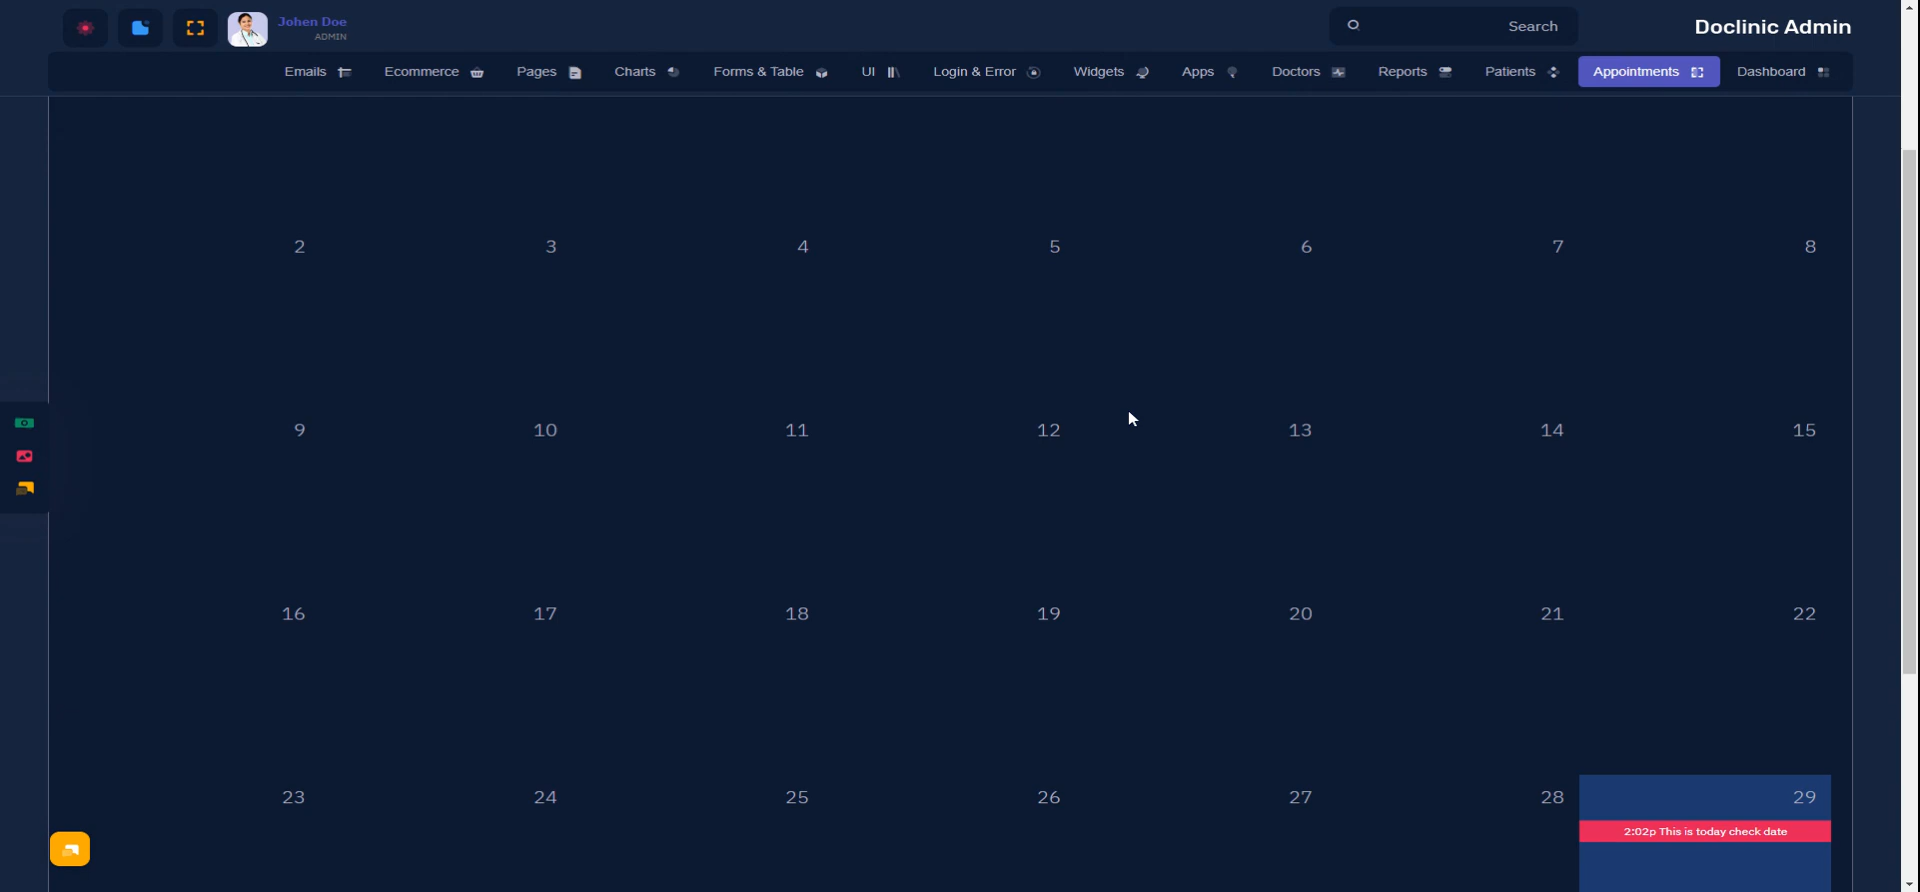 Johen Doe
ADMIN
Search
Doclinic Admin
Emails Ecommerce Pages Charts Forms & Table UI Login & Error Widgets Apps Doctors Reports Patients Appointments Dashboard
2 3 4 5 6 7 8
9 10 11 12 13 14 15
16 17 18 19 20 21 22
23 24 25 26 27 28 29
2:02p This is today check date